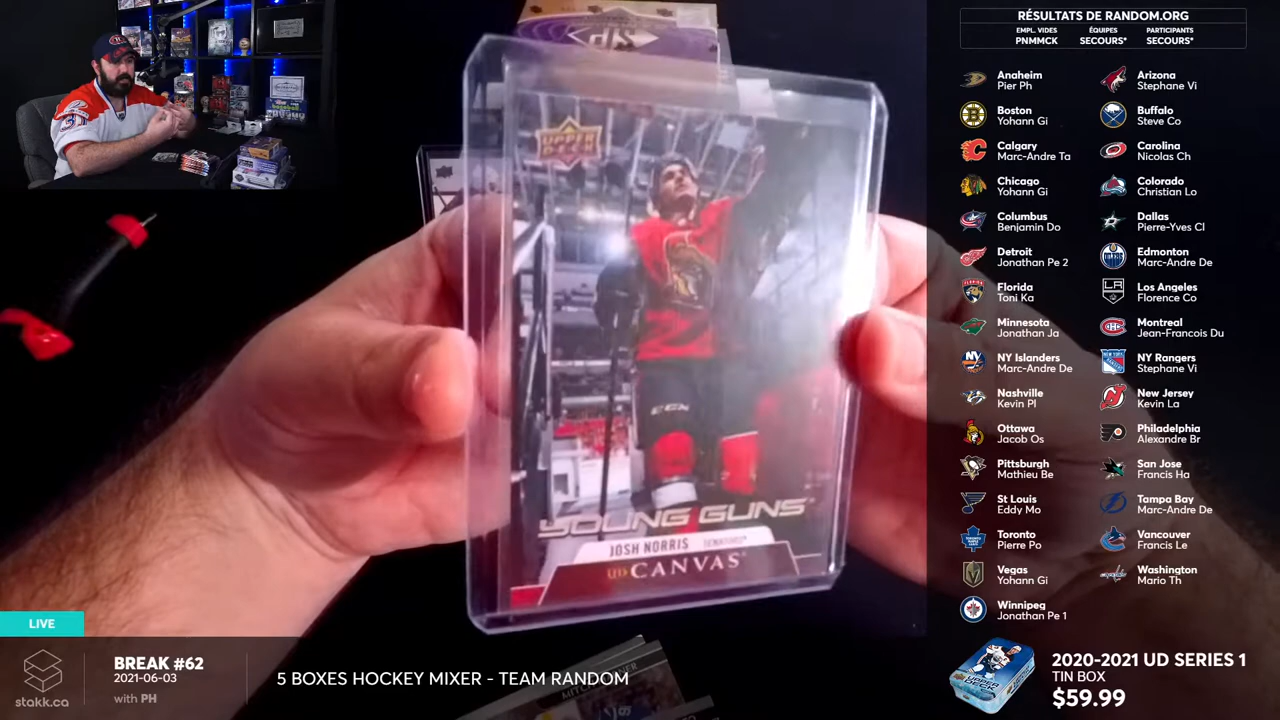 RÉSULTATS DE RANDOM.ORG
EMPL. VIDES
PNMMCK
ÉQUIPES
SECOURS*
PARTICIPANTS
SECOURS*
Anaheim
Pier Ph
Arizona
Stephane Vi
Boston
Yohann Gi
Buffalo
Steve Co
Calgary
Marc-Andre Ta
Carolina
Nicolas Ch
Chicago
Yohann Gi
Colorado
Christian Lo
Columbus
Benjamin Do
Dallas
Pierre-Yves Cl
Detroit
Jonathan Pe 2
Edmonton
Marc-Andre De
Florida
Toni Ka
Los Angeles
Florence Co
Minnesota
Jonathan Ja
Montreal
Jean-Francois Du
NY Islanders
Marc-Andre De
NY Rangers
Stephane Vi
Nashville
Kevin Pl
New Jersey
Kevin La
Ottawa
Jacob Os
Philadelphia
Alexandre Br
Pittsburgh
Mathieu Be
San Jose
Francis Ha
St Louis
Eddy Mo
Tampa Bay
Marc-Andre De
Toronto
Pierre Po
Vancouver
Francis Le
Vegas
Yohann Gi
Washington
Mario Th
Winnipeg
Jonathan Pe 1
UPPER DECK
CCM
YOUNG GUNS
JOSH NORRIS SENATORS
UD CANVAS
LIVE
stakk.ca
BREAK #62
2021-06-03
with PH
5 BOXES HOCKEY MIXER - TEAM RANDOM
2020-2021 UD SERIES 1
TIN BOX
$59.99